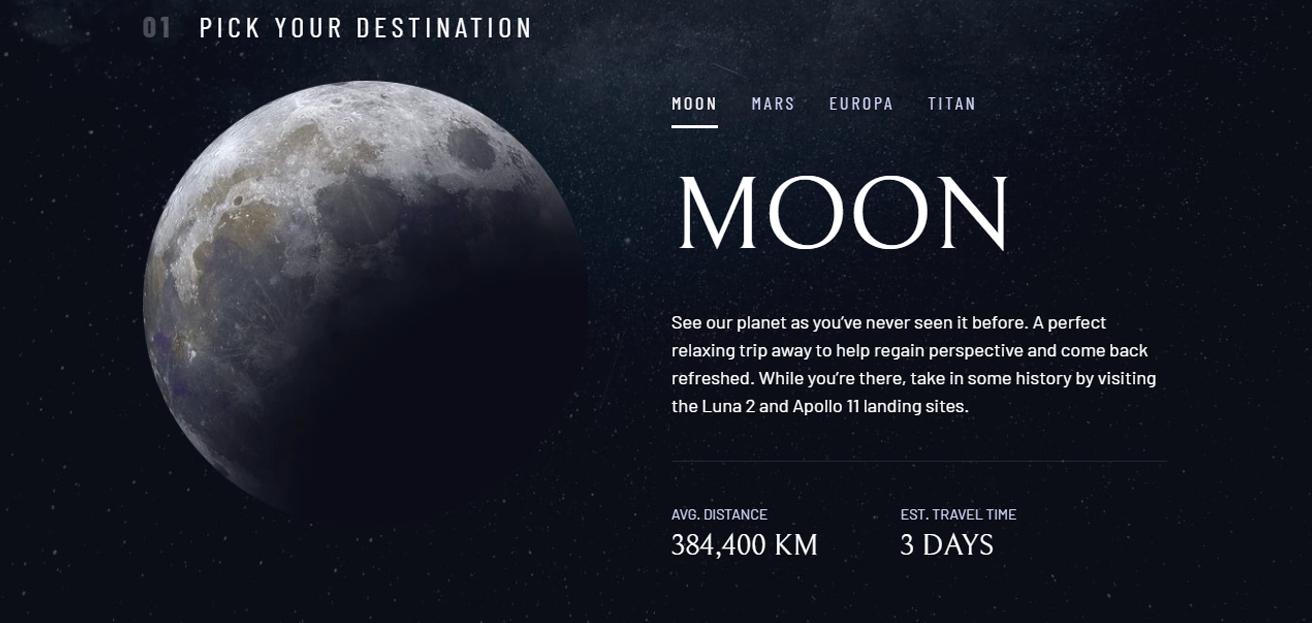 01 PICK YOUR DESTINATION
MOON MARS EUROPA TITAN
MOON
See our planet as you’ve never seen it before. A perfect
relaxing trip away to help regain perspective and come back
refreshed. While you’re there, take in some history by visiting
the Luna 2 and Apollo 11 landing sites.
AVG. DISTANCE EST. TRAVEL TIME
384,400 KM 3 DAYS